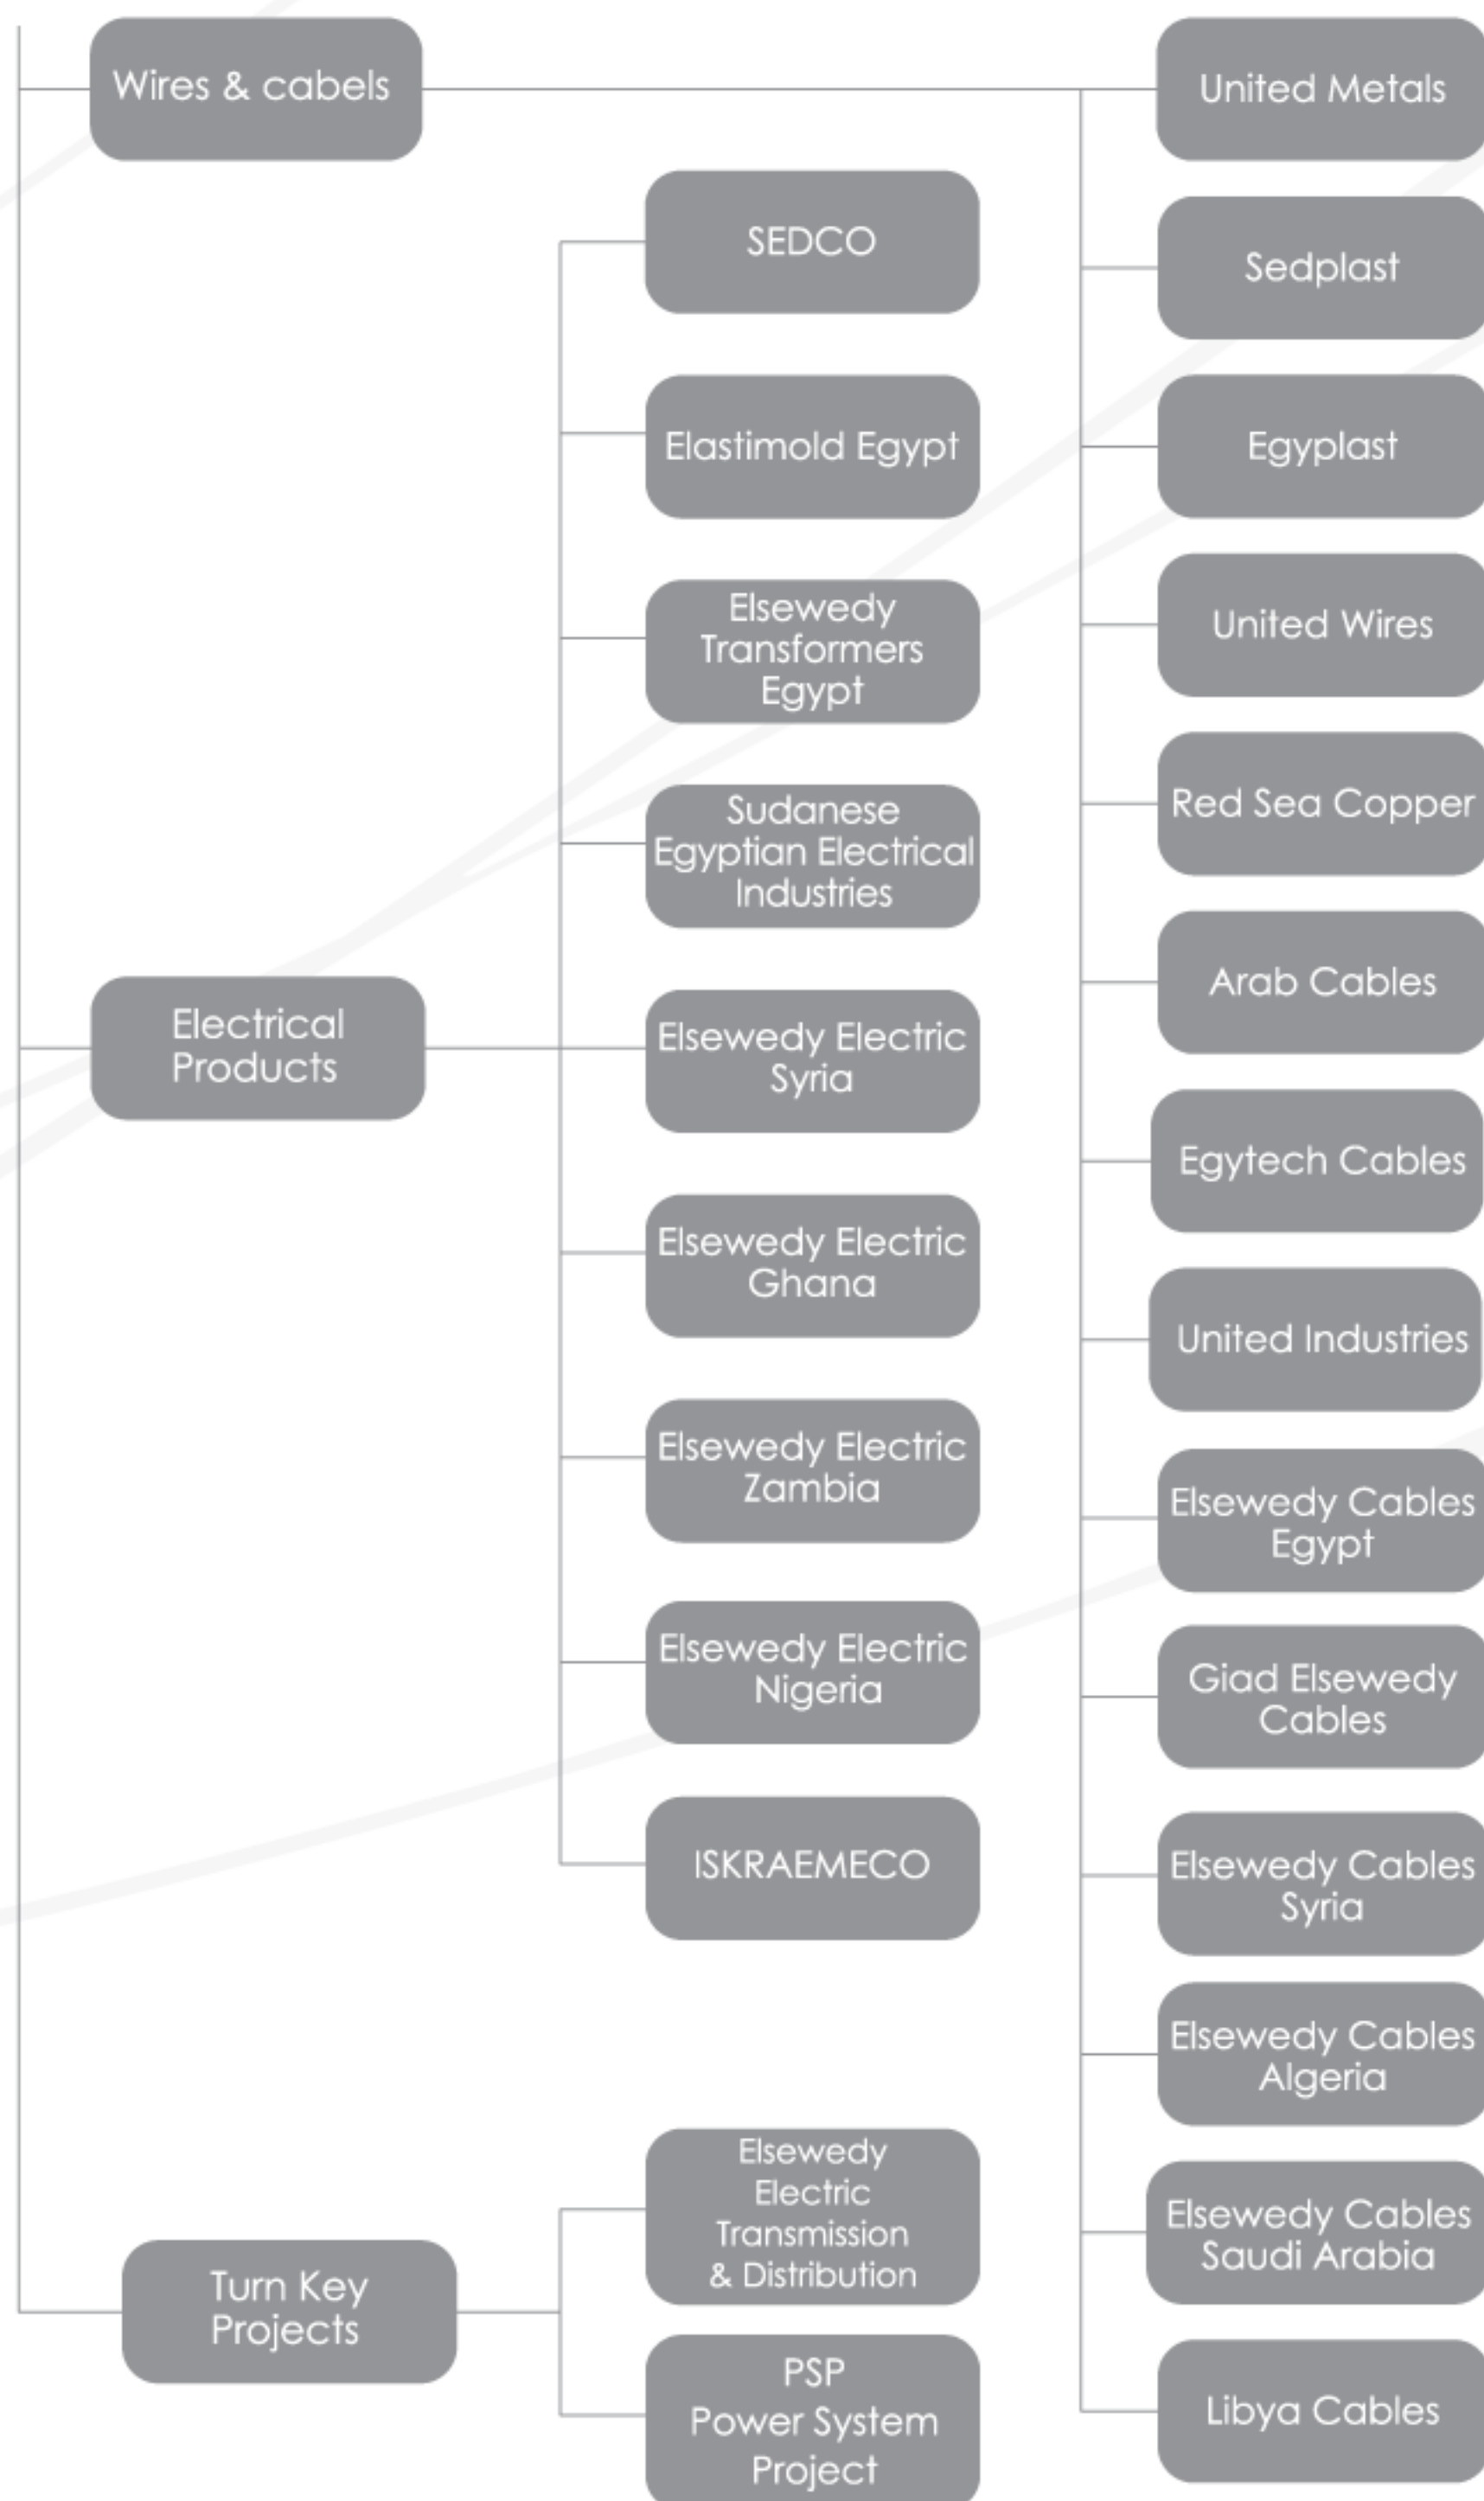 Wires & cabels
United Metals
Sedplast
Egyplast
United Wires
Red Sea Copper
Arab Cables
Egytech Cables
United Industries
Elsewedy Cables
Egypt
Giad Elsewedy
Cables
Elsewedy Cables
Syria
Elsewedy Cables
Algeria
Elsewedy Cables
Saudi Arabia
Libya Cables
Electrical
Products
SEDCO
Elastimold Egypt
Elsewedy
Transformers
Egypt
Sudanese
Egyptian Electrical
Industries
Elsewedy Electric
Syria
Elsewedy Electric
Ghana
Elsewedy Electric
Zambia
Elsewedy Electric
Nigeria
ISKRAEMECO
Turn Key
Projects
Elsewedy
Electric
Transmission
& Distribution
PSP
Power System
Project